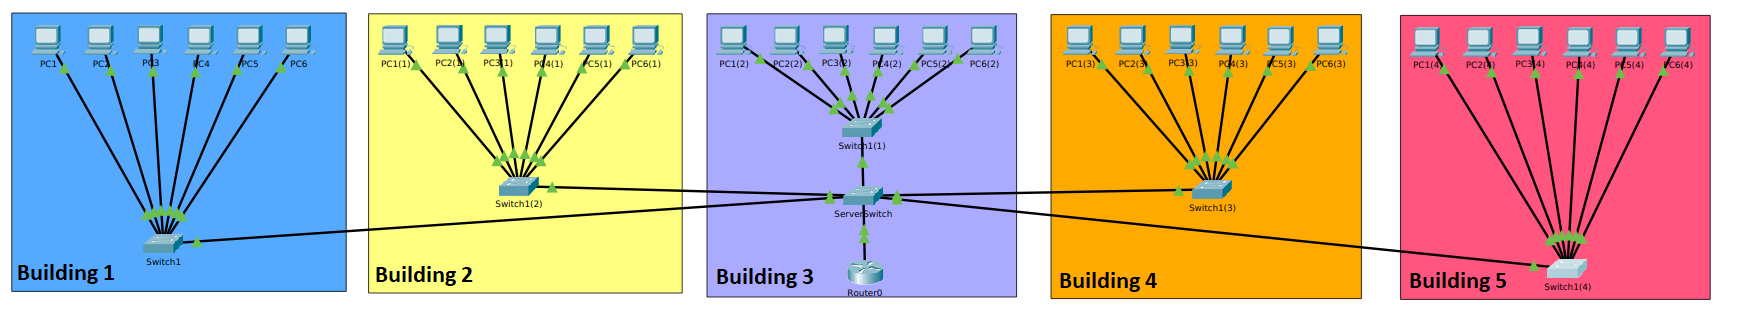 PC1 PC2 PC3 PC4 PC5 PC6
Switch1
Building 1
PC1(1) PC2(1) PC3(1) PC4(1) PC5(1) PC6(1)
Switch1(2)
Building 2
PC1(2) PC2(2) PC3(2) PC4(2) PC5(2) PC6(2)
Switch1(1)
ServerSwitch
Router0
Building 3
PC1(3) PC2(3) PC3(3) PC4(3) PC5(3) PC6(3)
Switch1(3)
Building 4
PC1(4) PC2(4) PC3(4) PC4(4) PC5(4) PC6(4)
Switch1(4)
Building 5